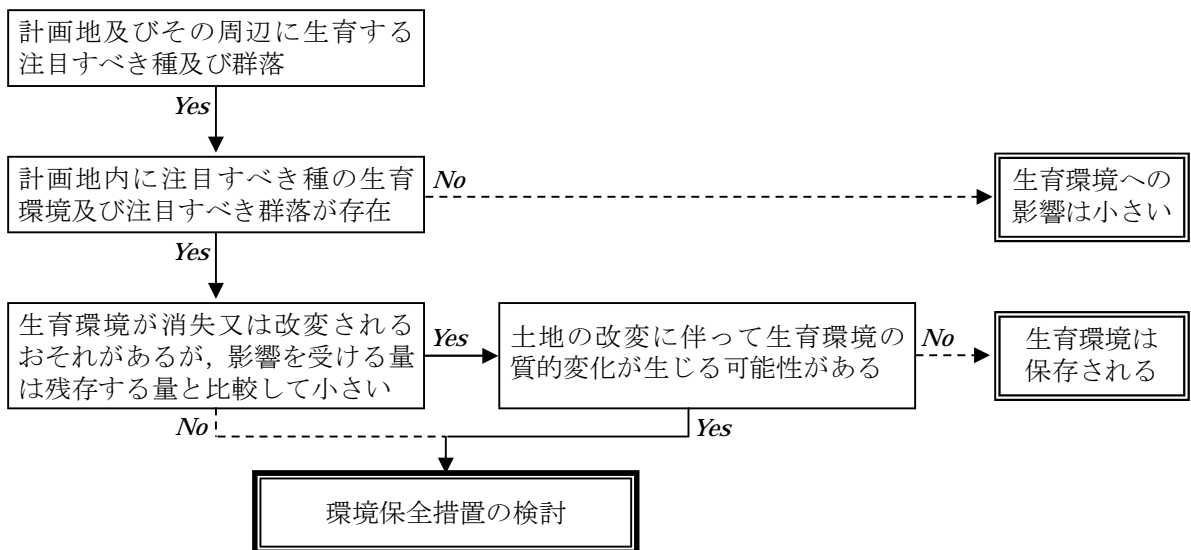 計画地及びその周辺に生育する
注目すべき種及び群落
Yes
計画地内に注目すべき種の生育
環境及び注目すべき群落が存在
No
生育環境への
影響は小さい
Yes
生育環境が消失又は改変される
おそれがあるが，影響を受ける量
は残存する量と比較して小さい
Yes
土地の改変に伴って生育環境の
質的変化が生じる可能性がある
No
生育環境は
保存される
No
Yes
環境保全措置の検討